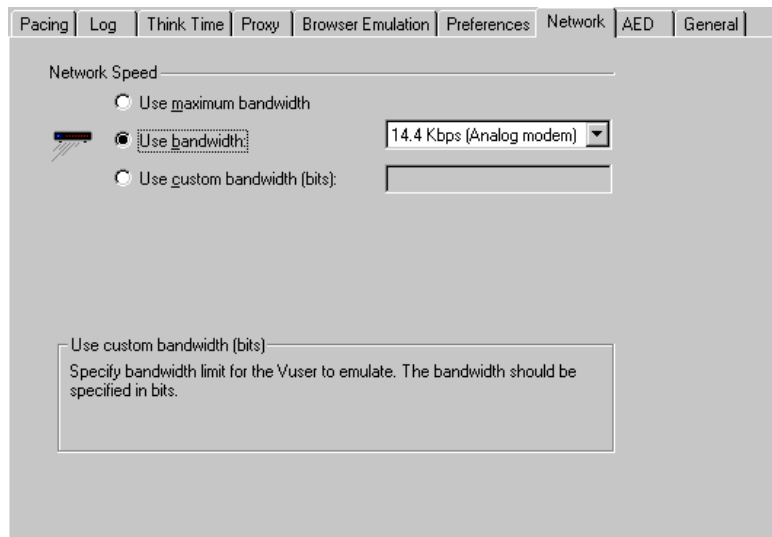 Pacing Log Think Time Proxy Browser Emulation Preferences Network AED General
Network Speed
Use maximum bandwidth
Use bandwidth: 14.4 Kbps (Analog modem)
Use custom bandwidth (bits):
Use custom bandwidth (bits)
Specify bandwidth limit for the Vuser to emulate. The bandwidth should be
specified in bits.